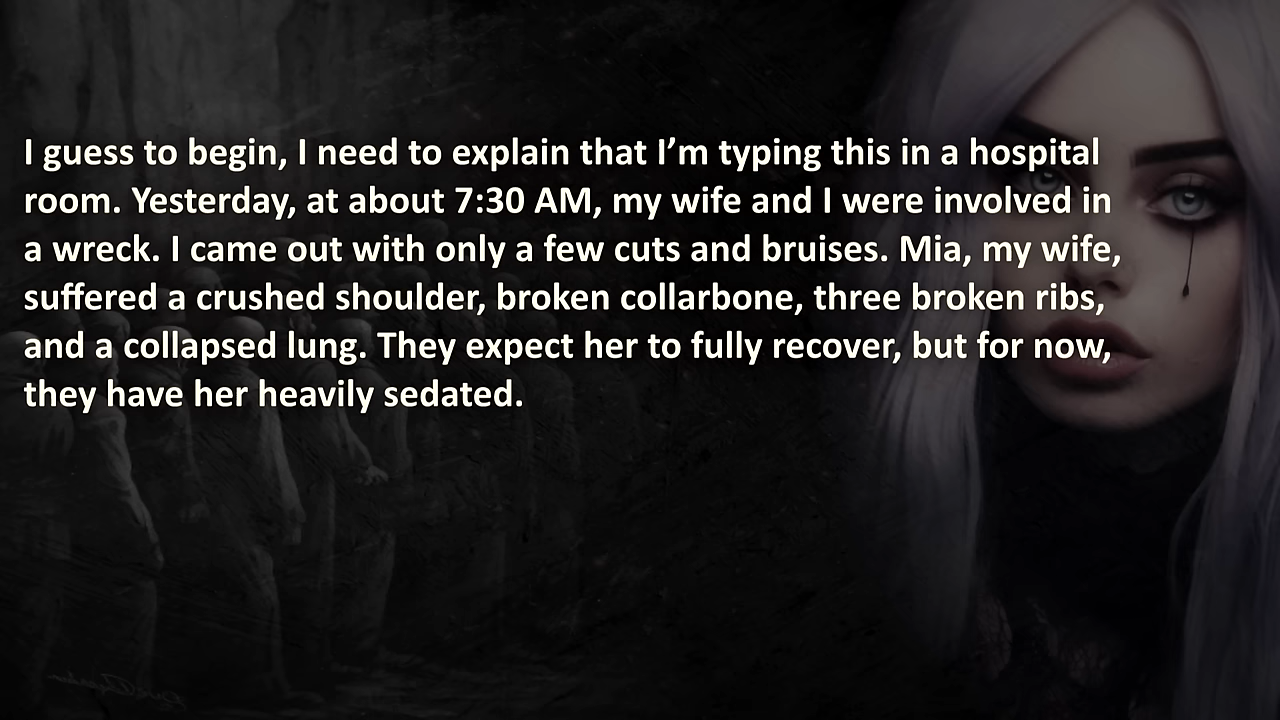 I guess to begin, I need to explain that I’m typing this in a hospital
room. Yesterday, at about 7:30 AM, my wife and I were involved in
a wreck. I came out with only a few cuts and bruises. Mia, my wife,
suffered a crushed shoulder, broken collarbone, three broken ribs,
and a collapsed lung. They expect her to fully recover, but for now,
they have her heavily sedated.